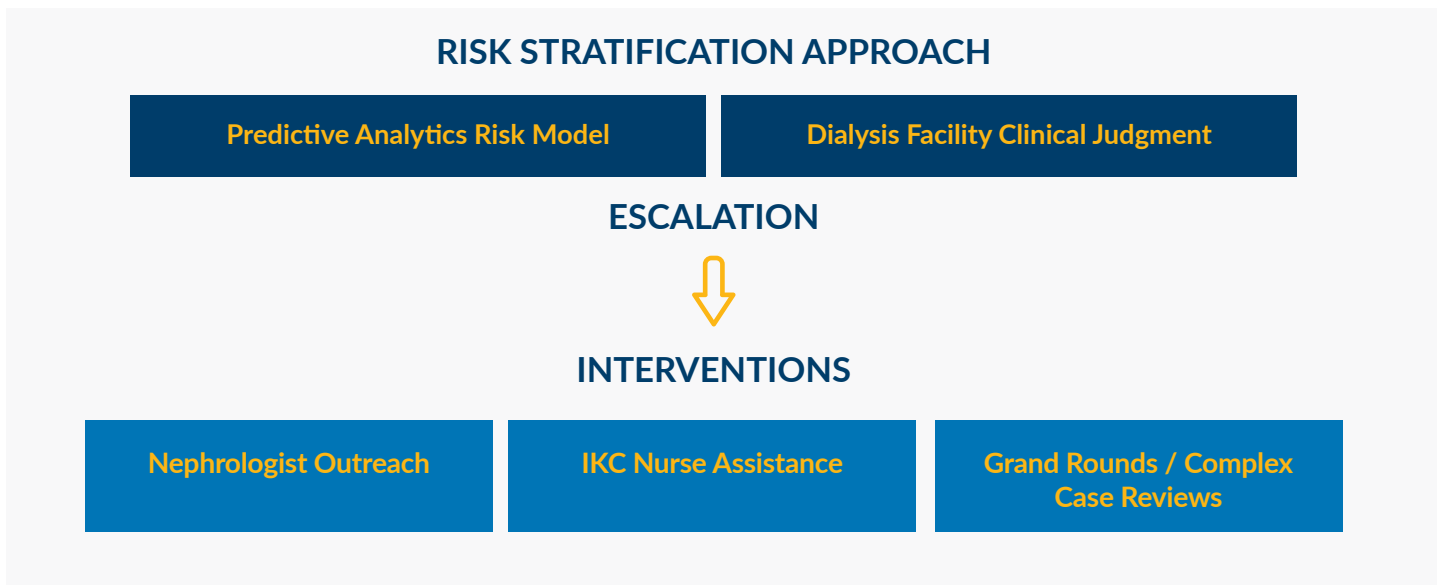 RISK STRATIFICATION APPROACH
Predictive Analytics Risk Model
Dialysis Facility Clinical Judgment
ESCALATION
INTERVENTIONS
Nephrologist Outreach
IKC Nurse Assistance
Grand Rounds / Complex
Case Reviews